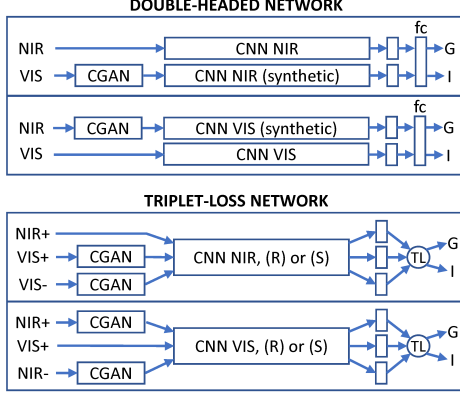 DOUBLE-HEADED NETWORK
fc
NIR CNN NIR G
VIS CGAN CNN NIR (synthetic) I
fc
NIR CGAN CNN VIS (synthetic) G
VIS CNN VIS I
TRIPLET-LOSS NETWORK
NIR+
VIS+ CGAN CNN NIR, (R) or (S) TL G
VIS- CGAN I
NIR+ CGAN
VIS+ CNN VIS, (R) or (S) TL G
NIR- CGAN I